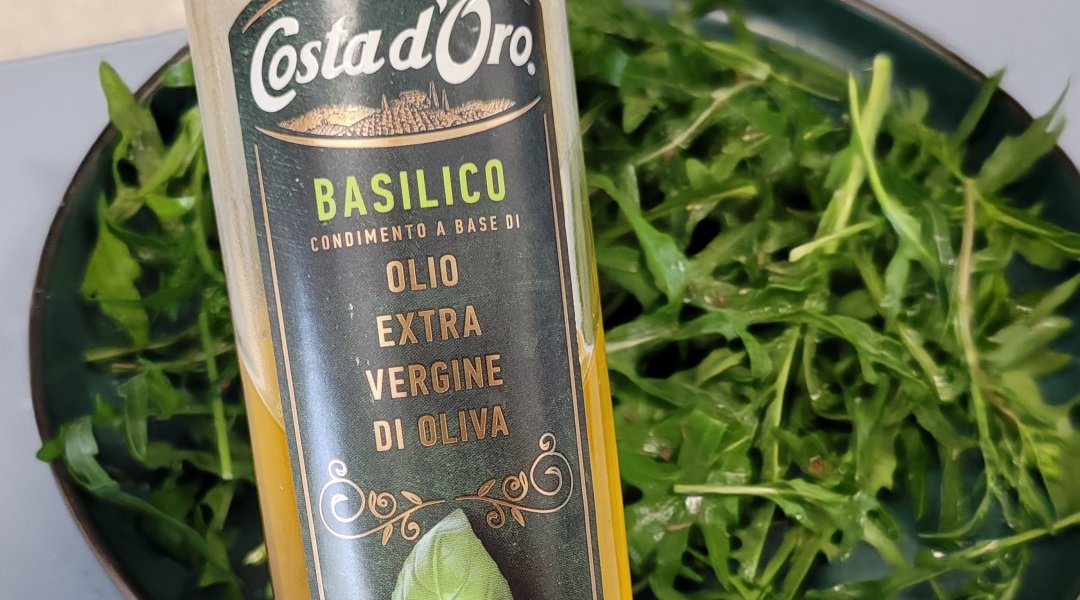 Costa d'Oro.
BASILICO
CONDIMENTO A BASE DI
OLIO
EXTRA
VERGINE
DI OLIVA